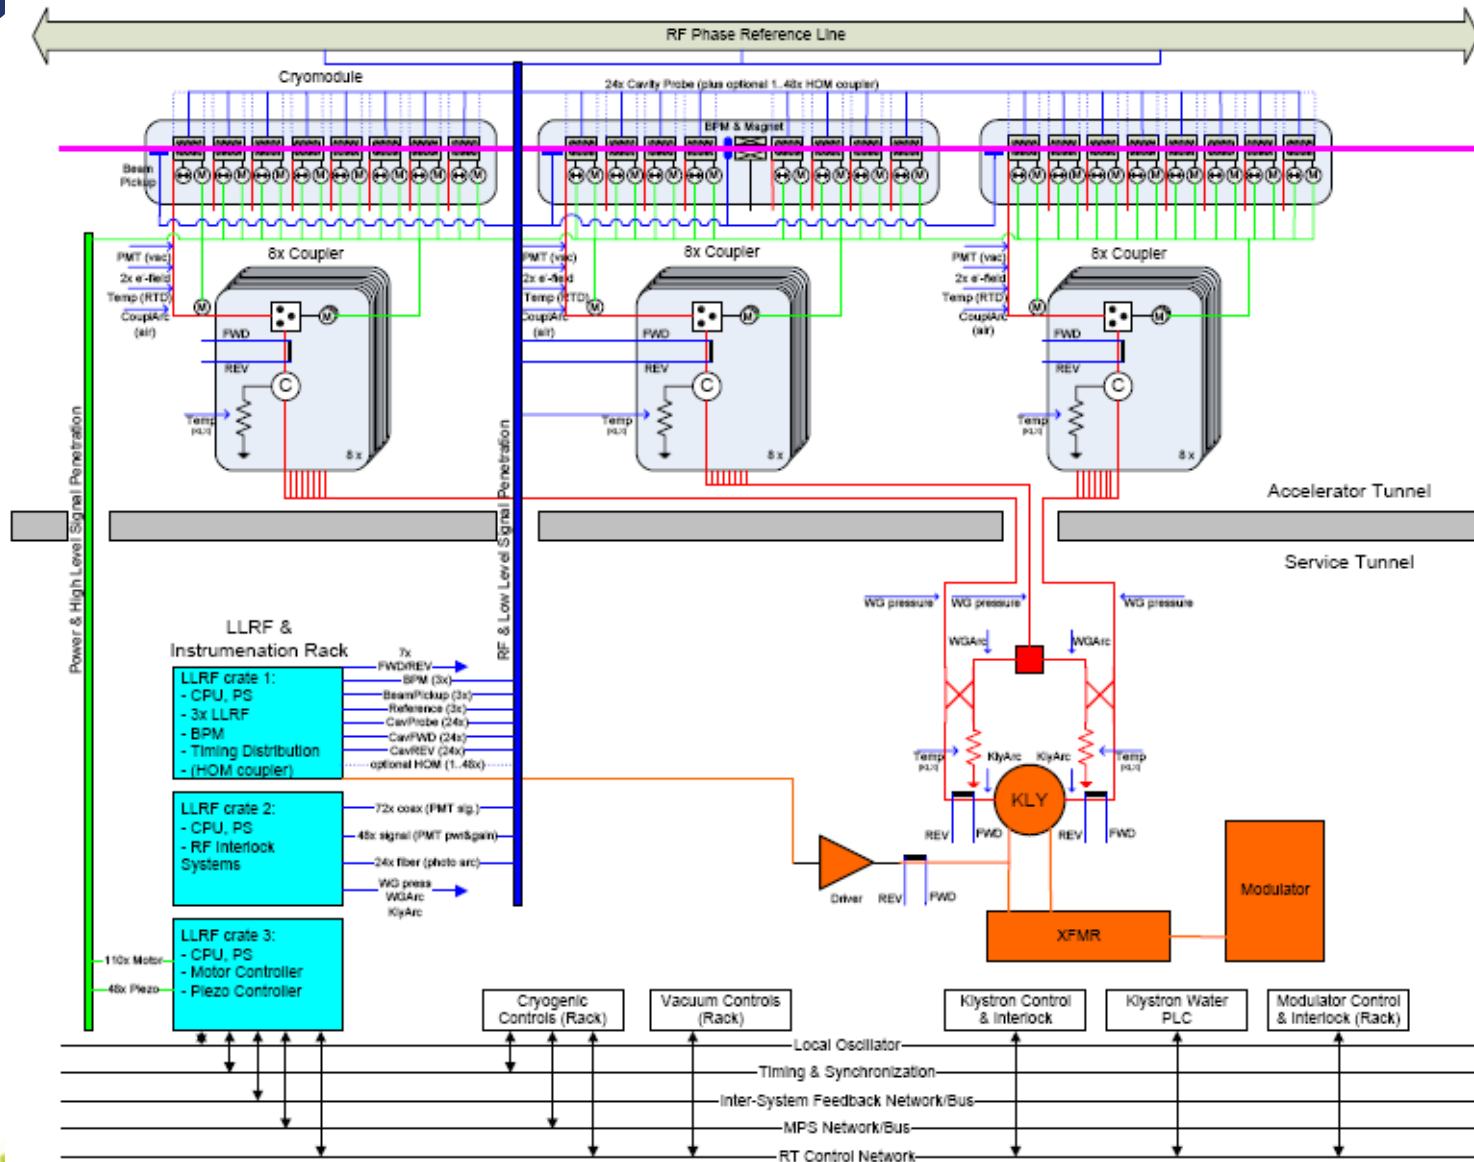 RF Phase Reference Line
Cryomodule
24x Cavity Probe (plus optional 1..48x HOM coupler)
BPM & Magnet
Beam
Pickup
M M M M M M M M
M M M M M M M M
M M M M M M M M
PMT (vac)
2x e'-field
Temp (RTD)
CouplArc
(air)
8x Coupler
M
M
FWD
REV
C
Temp
8 x
PMT (vac)
2x e'-field
Temp (RTD)
CouplArc
(air)
8x Coupler
M
M
FWD
REV
C
Temp
8 x
PMT (vac)
2x e'-field
Temp (RTD)
CouplArc
(air)
8x Coupler
M
M
FWD
REV
C
Temp
8 x
Power & High Level Signal Penetration
RF & Low Level Signal Penetration
Accelerator Tunnel
Service Tunnel
WG pressure
WG pressure
WG pressure
WGArc
WGArc
Temp
KlyArc
KlyArc
Temp
KLY
REV
FWD
REV
FWD
Driver
REV
FWD
XFMR
Modulator
LLRF &
Instrumenation Rack
LLRF crate 1:
- CPU, PS
- 3x LLRF
- BPM
- Timing Distribution
- (HOM coupler)
7x
FWD/REV
BPM (3x)
BeamPickup (3x)
Reference (3x)
CavProbe (24x)
CavFWD (24x)
CavREV (24x)
optional HOM (1..48x)
LLRF crate 2:
- CPU, PS
- RF Interlock
Systems
72x coax (PMT sig.)
48x signal (PMT pwr&gain)
24x fiber (photo arc)
WG press
WGArc
KlyArc
LLRF crate 3:
- CPU, PS
- Motor Controller
- Piezo Controller
110x Motor
48x Piezo
Cryogenic
Controls (Rack)
Vacuum Controls
(Rack)
Klystron Control
& Interlock
Klystron Water
PLC
Modulator Control
& Interlock (Rack)
Local Oscillator
Timing & Synchronization
Inter-System Feedback Network/Bus
MPS Network/Bus
RT Control Network